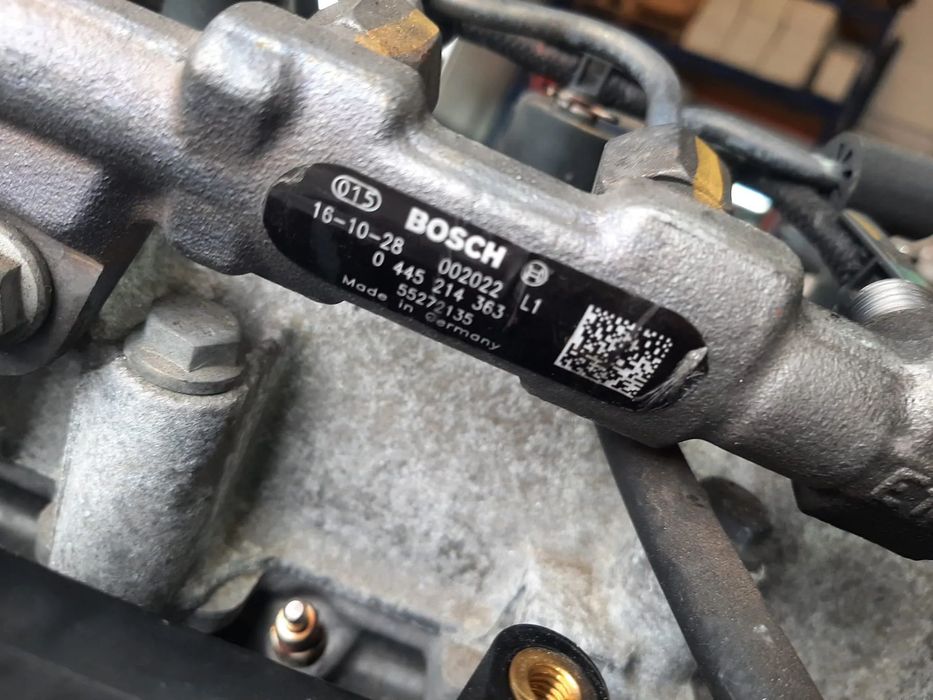 015 BOSCH
16-10-28 002022 L1
0 445 214 363
55272135
Made in Germany